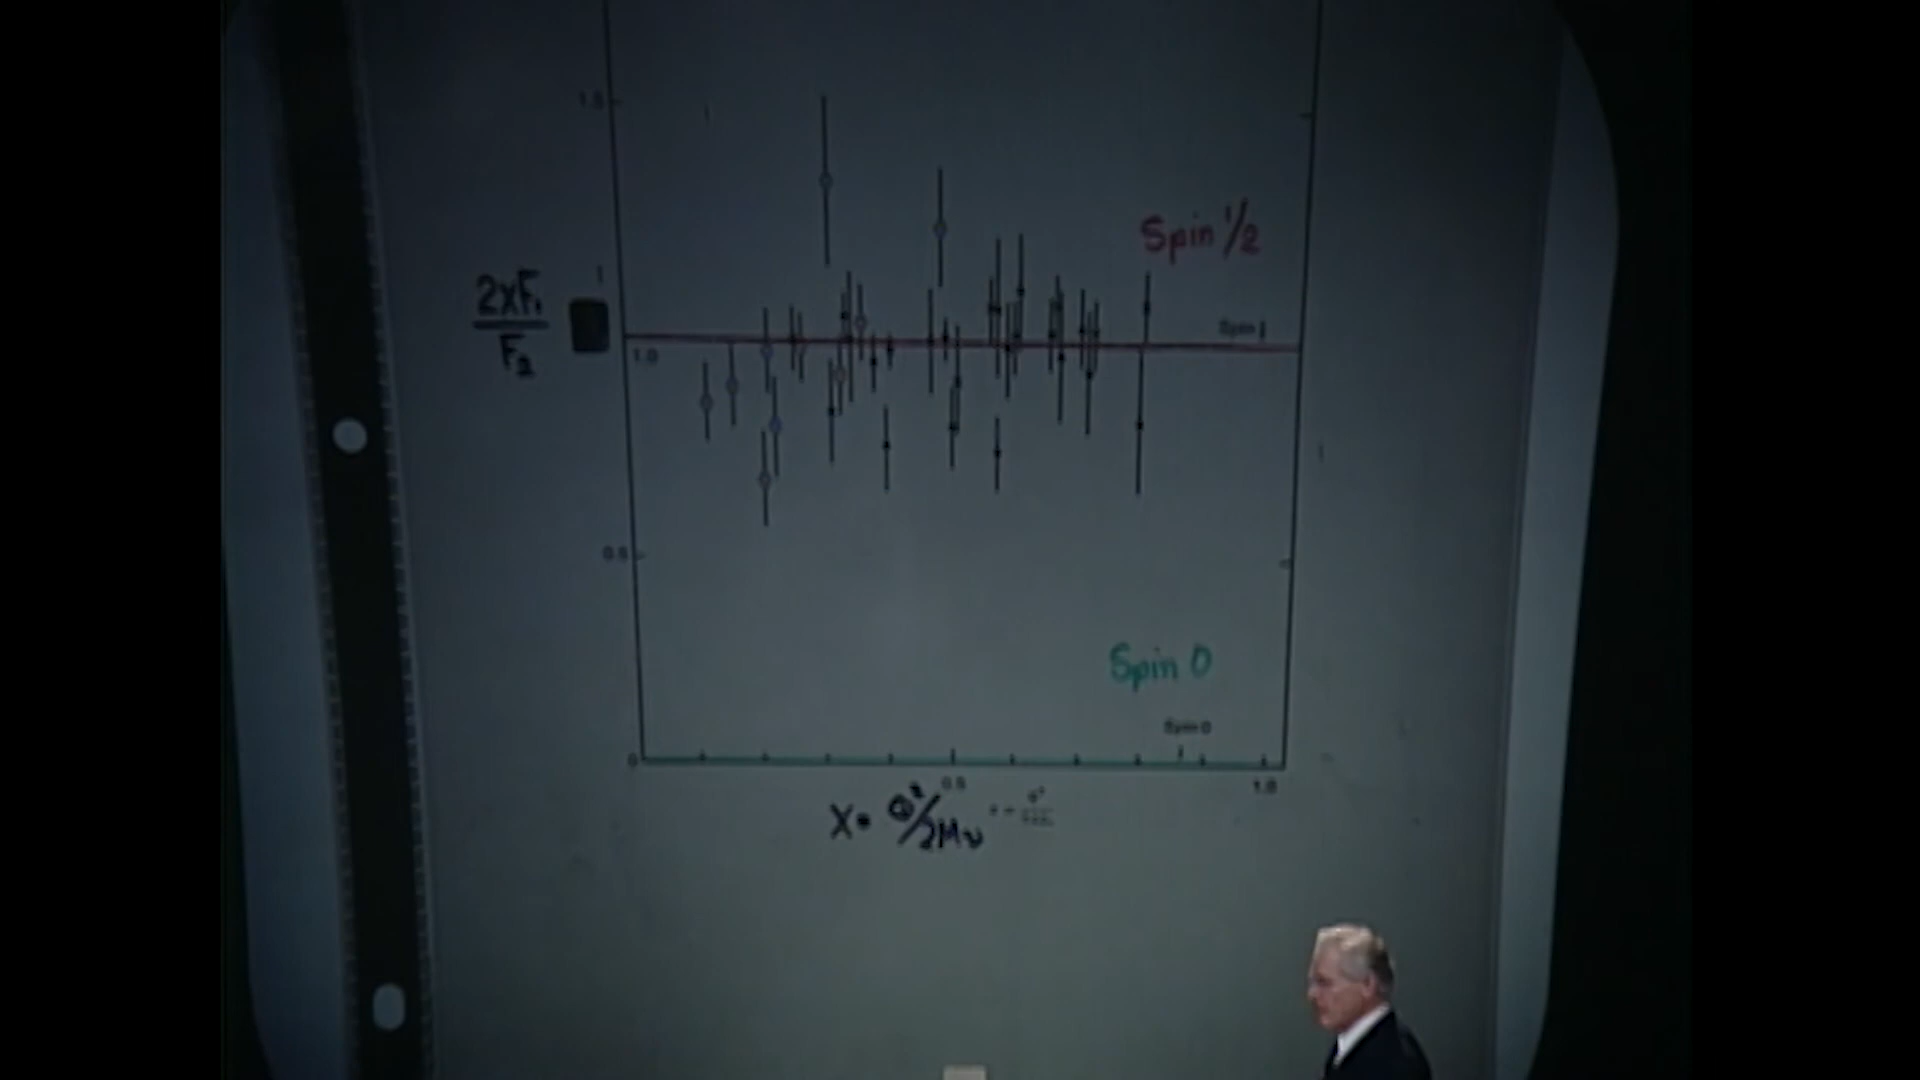 1.5
Spin 1/2
2xF₁
F₂
Spin ½
1.0
0.5
Spin 0
Spin 0
0
0.5
1.0
X = Q²/2Mν